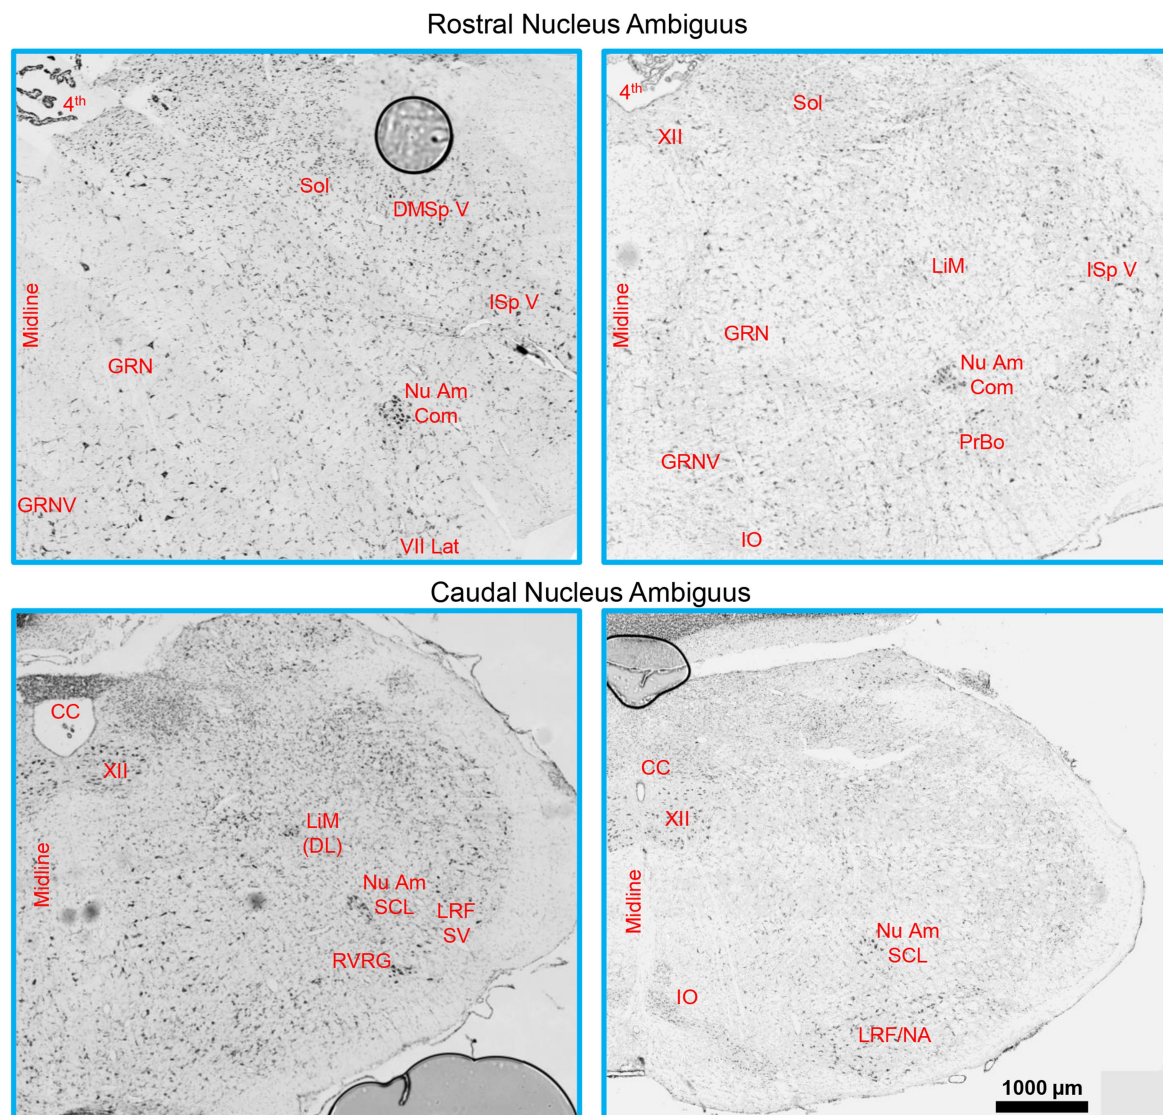 Rostral Nucleus Ambiguus
4th
Sol
DMSp V
ISp V
Midline
GRN
Nu Am
Com
GRNV
VII Lat
4th
Sol
XII
LiM
ISp V
Midline
GRN
Nu Am
Com
PrBo
GRNV
IO
Caudal Nucleus Ambiguus
CC
XII
LiM
(DL)
Midline
Nu Am
SCL
LRF
SV
RVRG
CC
XII
Midline
Nu Am
SCL
IO
LRF/NA
1000 µm